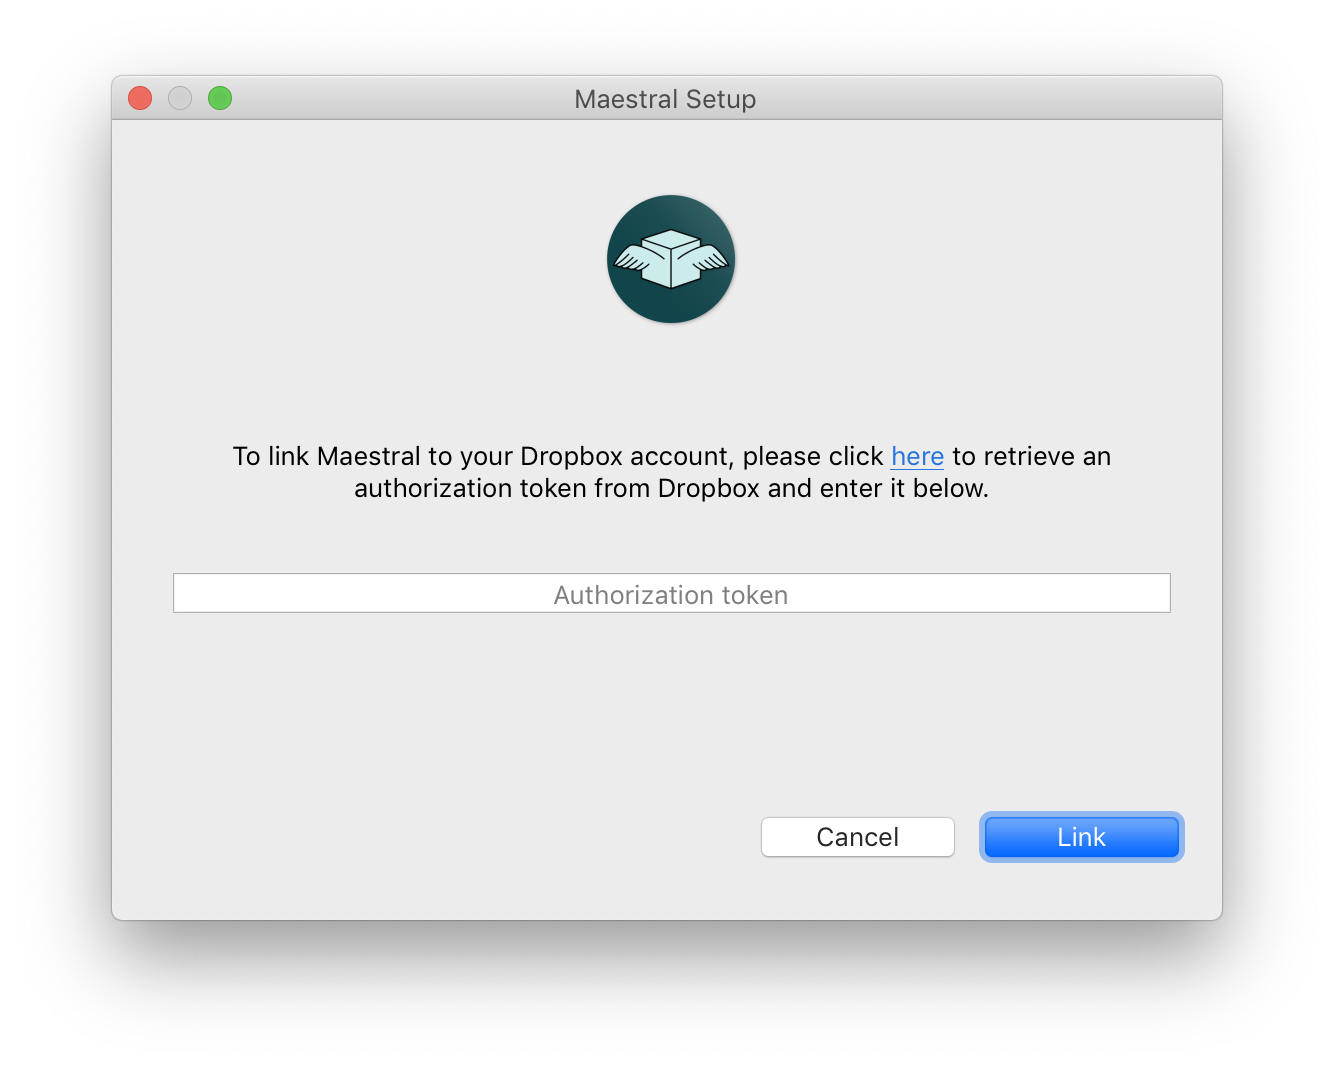 Maestral Setup
To link Maestral to your Dropbox account, please click here to retrieve an
authorization token from Dropbox and enter it below.
Authorization token
Cancel
Link